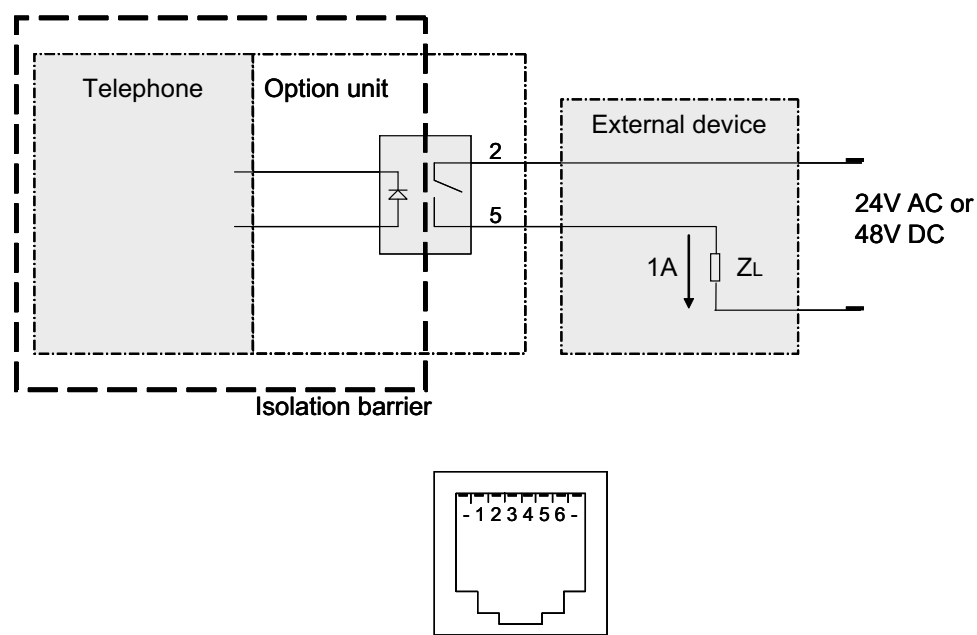 Telephone
Option unit
External device
2
5
24V AC or
48V DC
1A
ZL
Isolation barrier
- 1 2 3 4 5 6 -